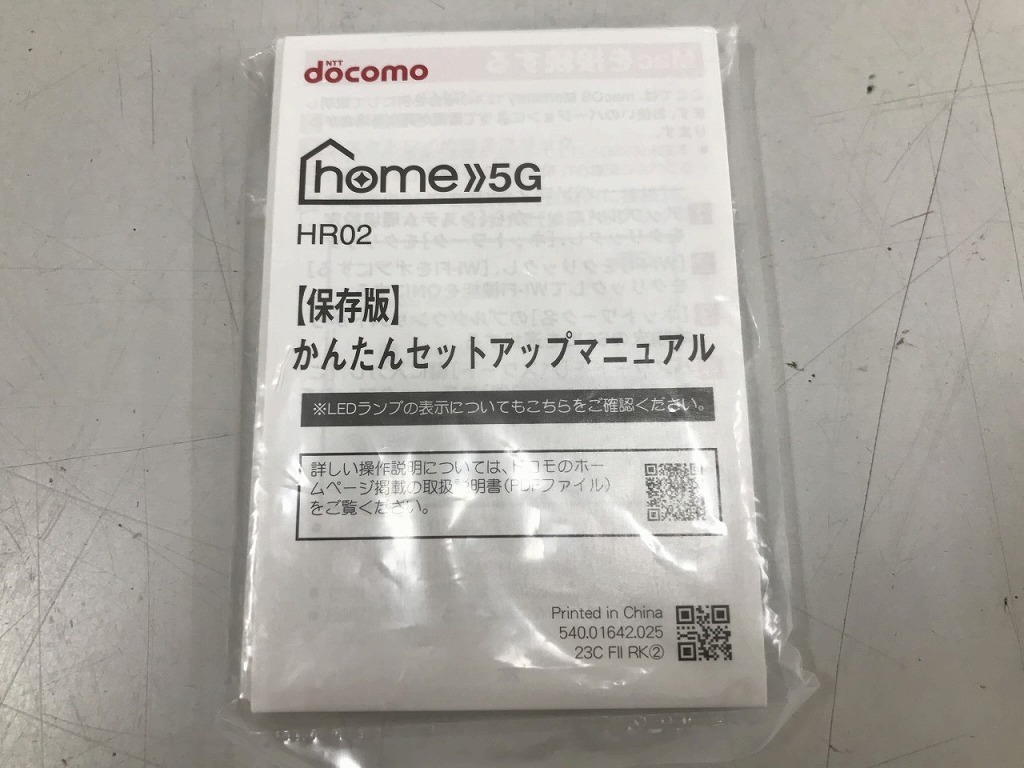 NTT
docomo
home 5G
HR02
【保存版】
かんたんセットアップマニュアル
※LEDランプの表示についてもこちらをご確認ください。
詳しい操作説明については、ドコモのホー
ムページ掲載の取扱説明書(PDFファイル)
をご覧ください。
Printed in China
540.01642.025
23C FII RK②